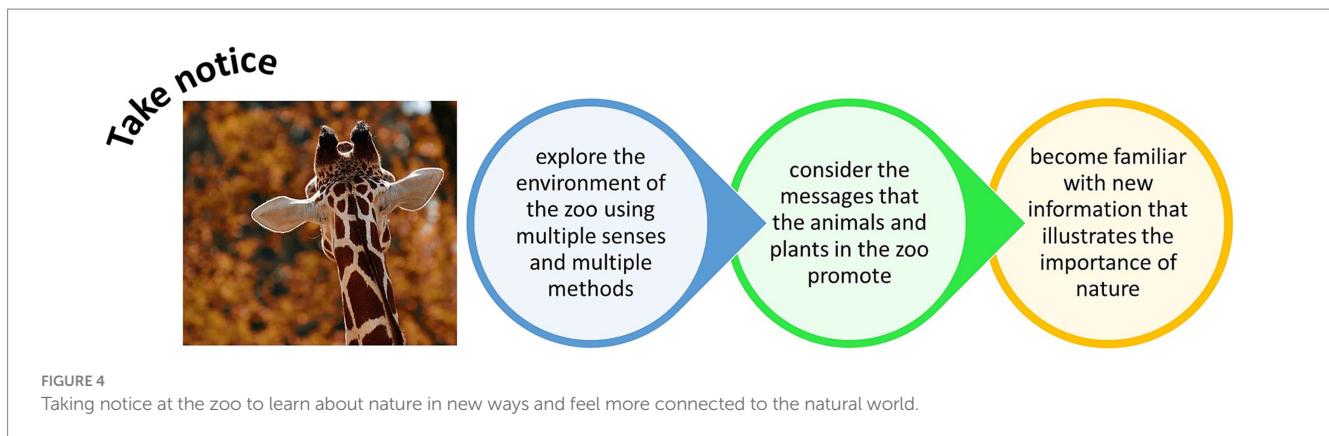 Take notice
explore the
environment of
the zoo using
multiple senses
and multiple
methods
consider the
messages that
the animals and
plants in the zoo
promote
become familiar
with new
information that
illustrates the
importance of
nature
FIGURE 4
Taking notice at the zoo to learn about nature in new ways and feel more connected to the natural world.